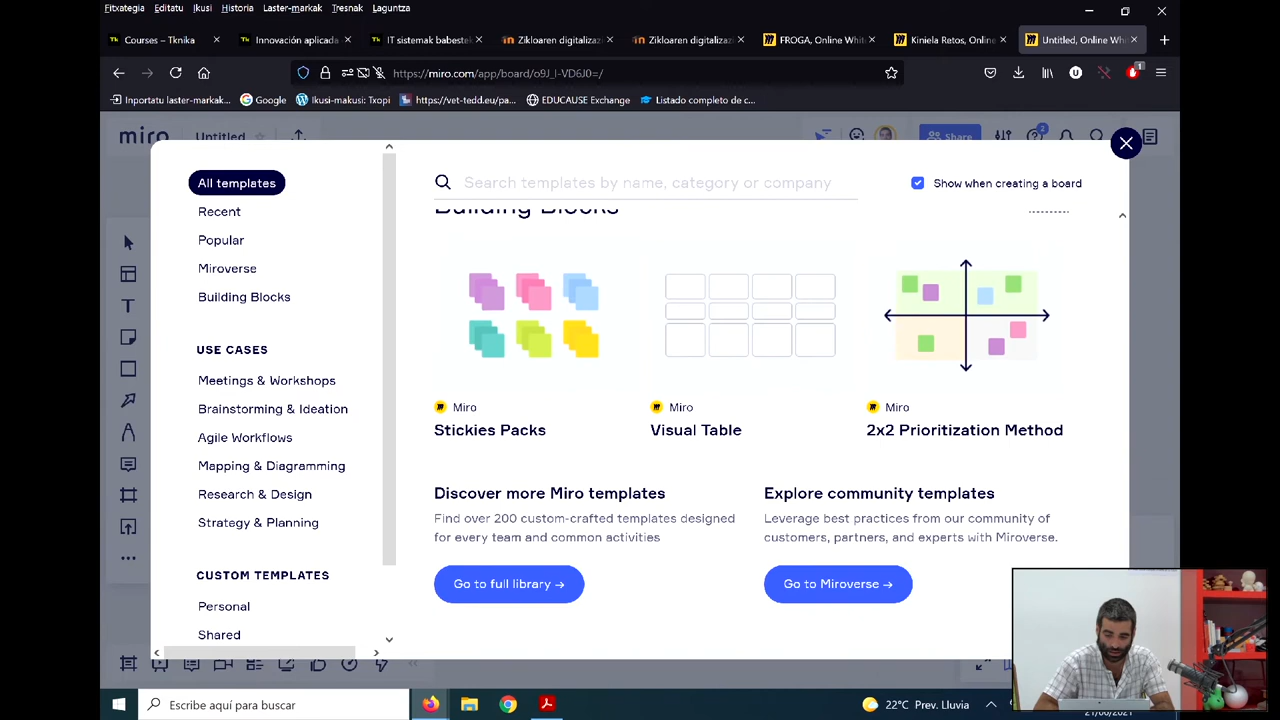 Fitxategia Editatu Ikusi Historia Laster-markak Tresnak Laguntza
Courses – Tknika
Innovación aplicada
IT sistemak babestek
Zikloaren digitalizaz
Zikloaren digitalizaz
FROGA, Online Whit
Kiniela Retos, Onlin
Untitled, Online Wh
https://miro.com/app/board/o9J_l-VD6J0=/
1
Inportatu laster-markak...
Google
Ikusi-makusi: Txopi
https://vet-tedd.eu/pa...
EDUCAUSE Exchange
Listado completo de c...
miro
Untitled
Share
2
All templates
Recent
Popular
Miroverse
Building Blocks
USE CASES
Meetings & Workshops
Brainstorming & Ideation
Agile Workflows
Mapping & Diagramming
Research & Design
Strategy & Planning
CUSTOM TEMPLATES
Personal
Shared
Search templates by name, category or company
Show when creating a board
Building Blocks
Miro
Stickies Packs
Miro
Visual Table
Miro
2x2 Prioritization Method
Discover more Miro templates
Find over 200 custom-crafted templates designed
for every team and common activities
Go to full library →
Explore community templates
Leverage best practices from our community of
customers, partners, and experts with Miroverse.
Go to Miroverse →
Escribe aquí para buscar
22°C Prev. Lluvia